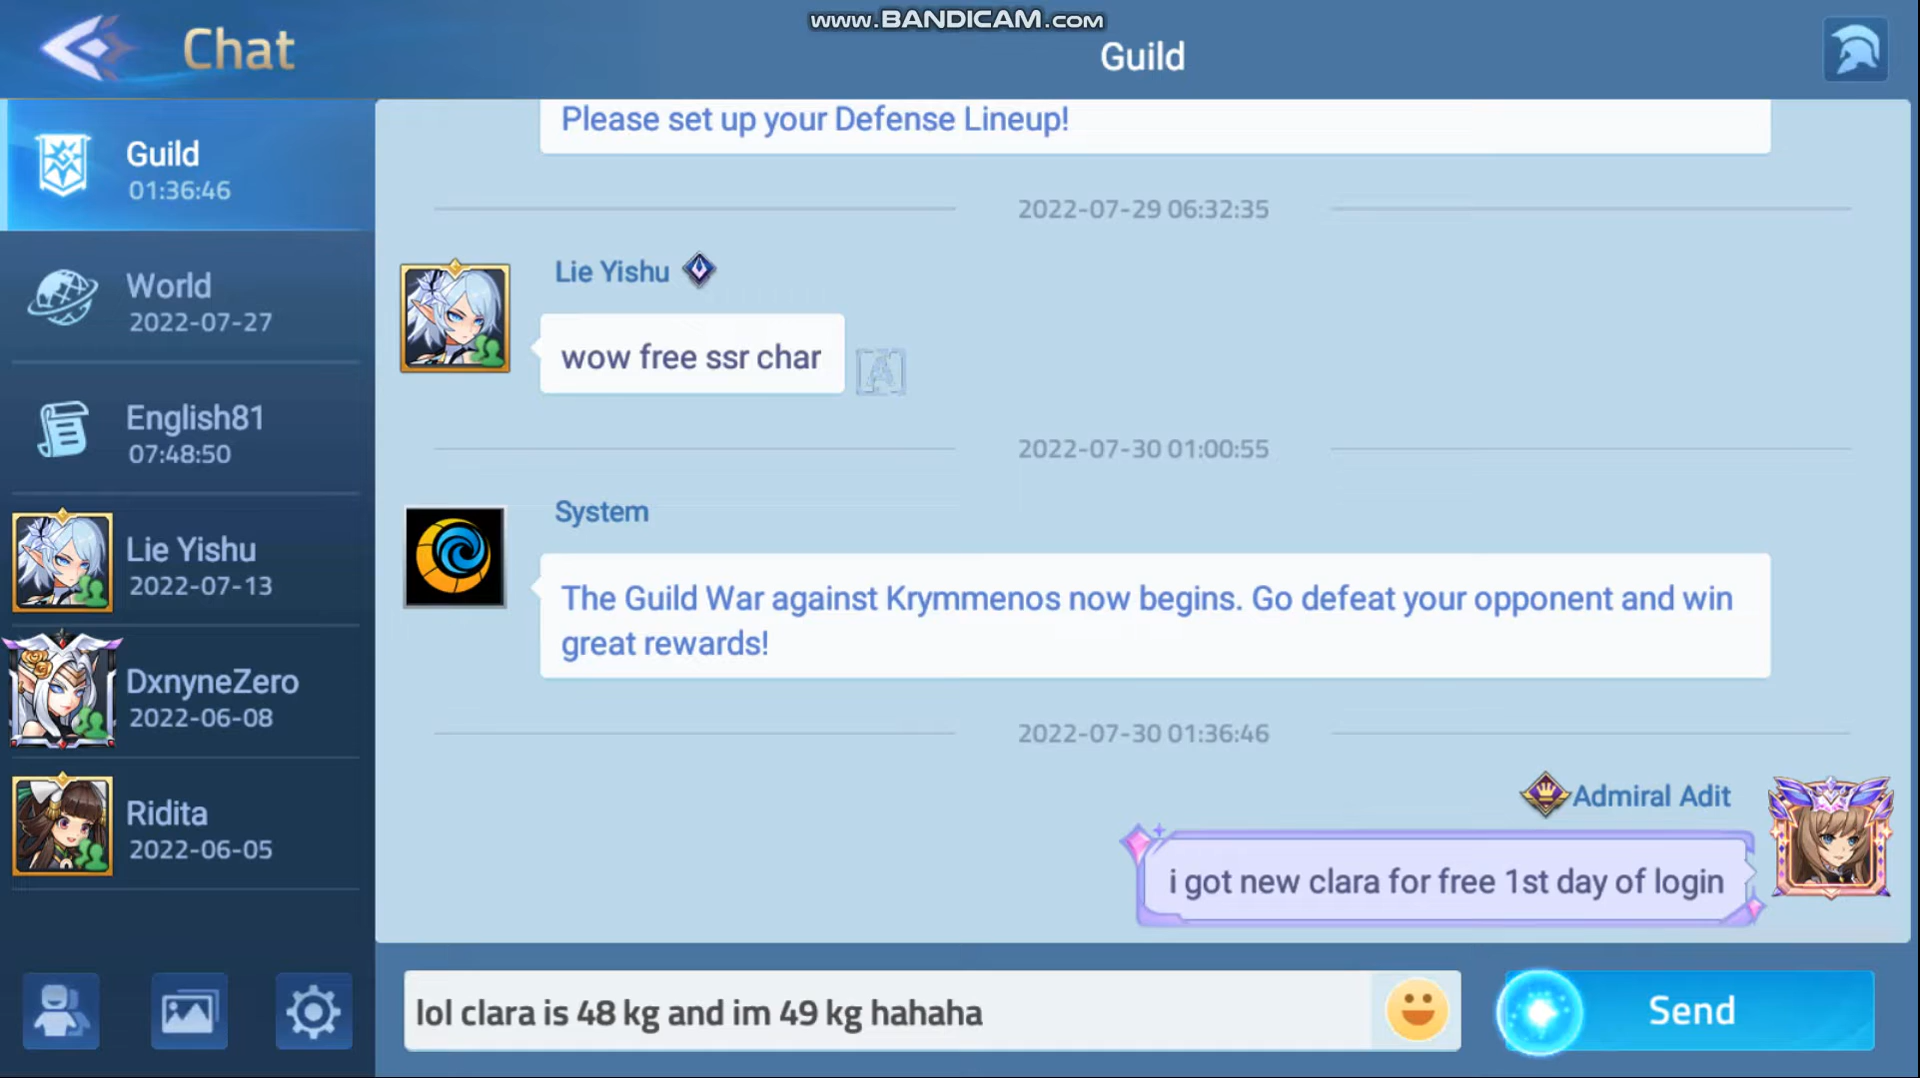 www.BANDICAM.com
Chat
Guild
Guild
01:36:46
World
2022-07-27
English81
07:48:50
Lie Yishu
2022-07-13
DxnyneZero
2022-06-08
Ridita
2022-06-05
Please set up your Defense Lineup!
2022-07-29 06:32:35
Lie Yishu
wow free ssr char
A
2022-07-30 01:00:55
System
The Guild War against Krymmenos now begins. Go defeat your opponent and win
great rewards!
2022-07-30 01:36:46
Admiral Adit
i got new clara for free 1st day of login
lol clara is 48 kg and im 49 kg hahaha
Send